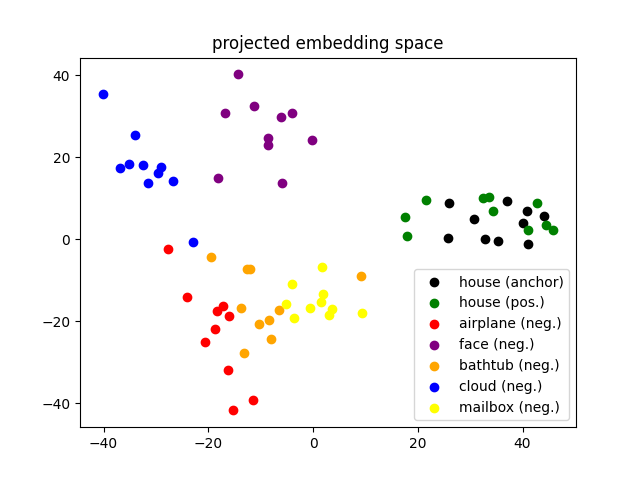 projected embedding space
40
20
0
−20
−40
−40
−20
0
20
40
house (anchor)
house (pos.)
airplane (neg.)
face (neg.)
bathtub (neg.)
cloud (neg.)
mailbox (neg.)